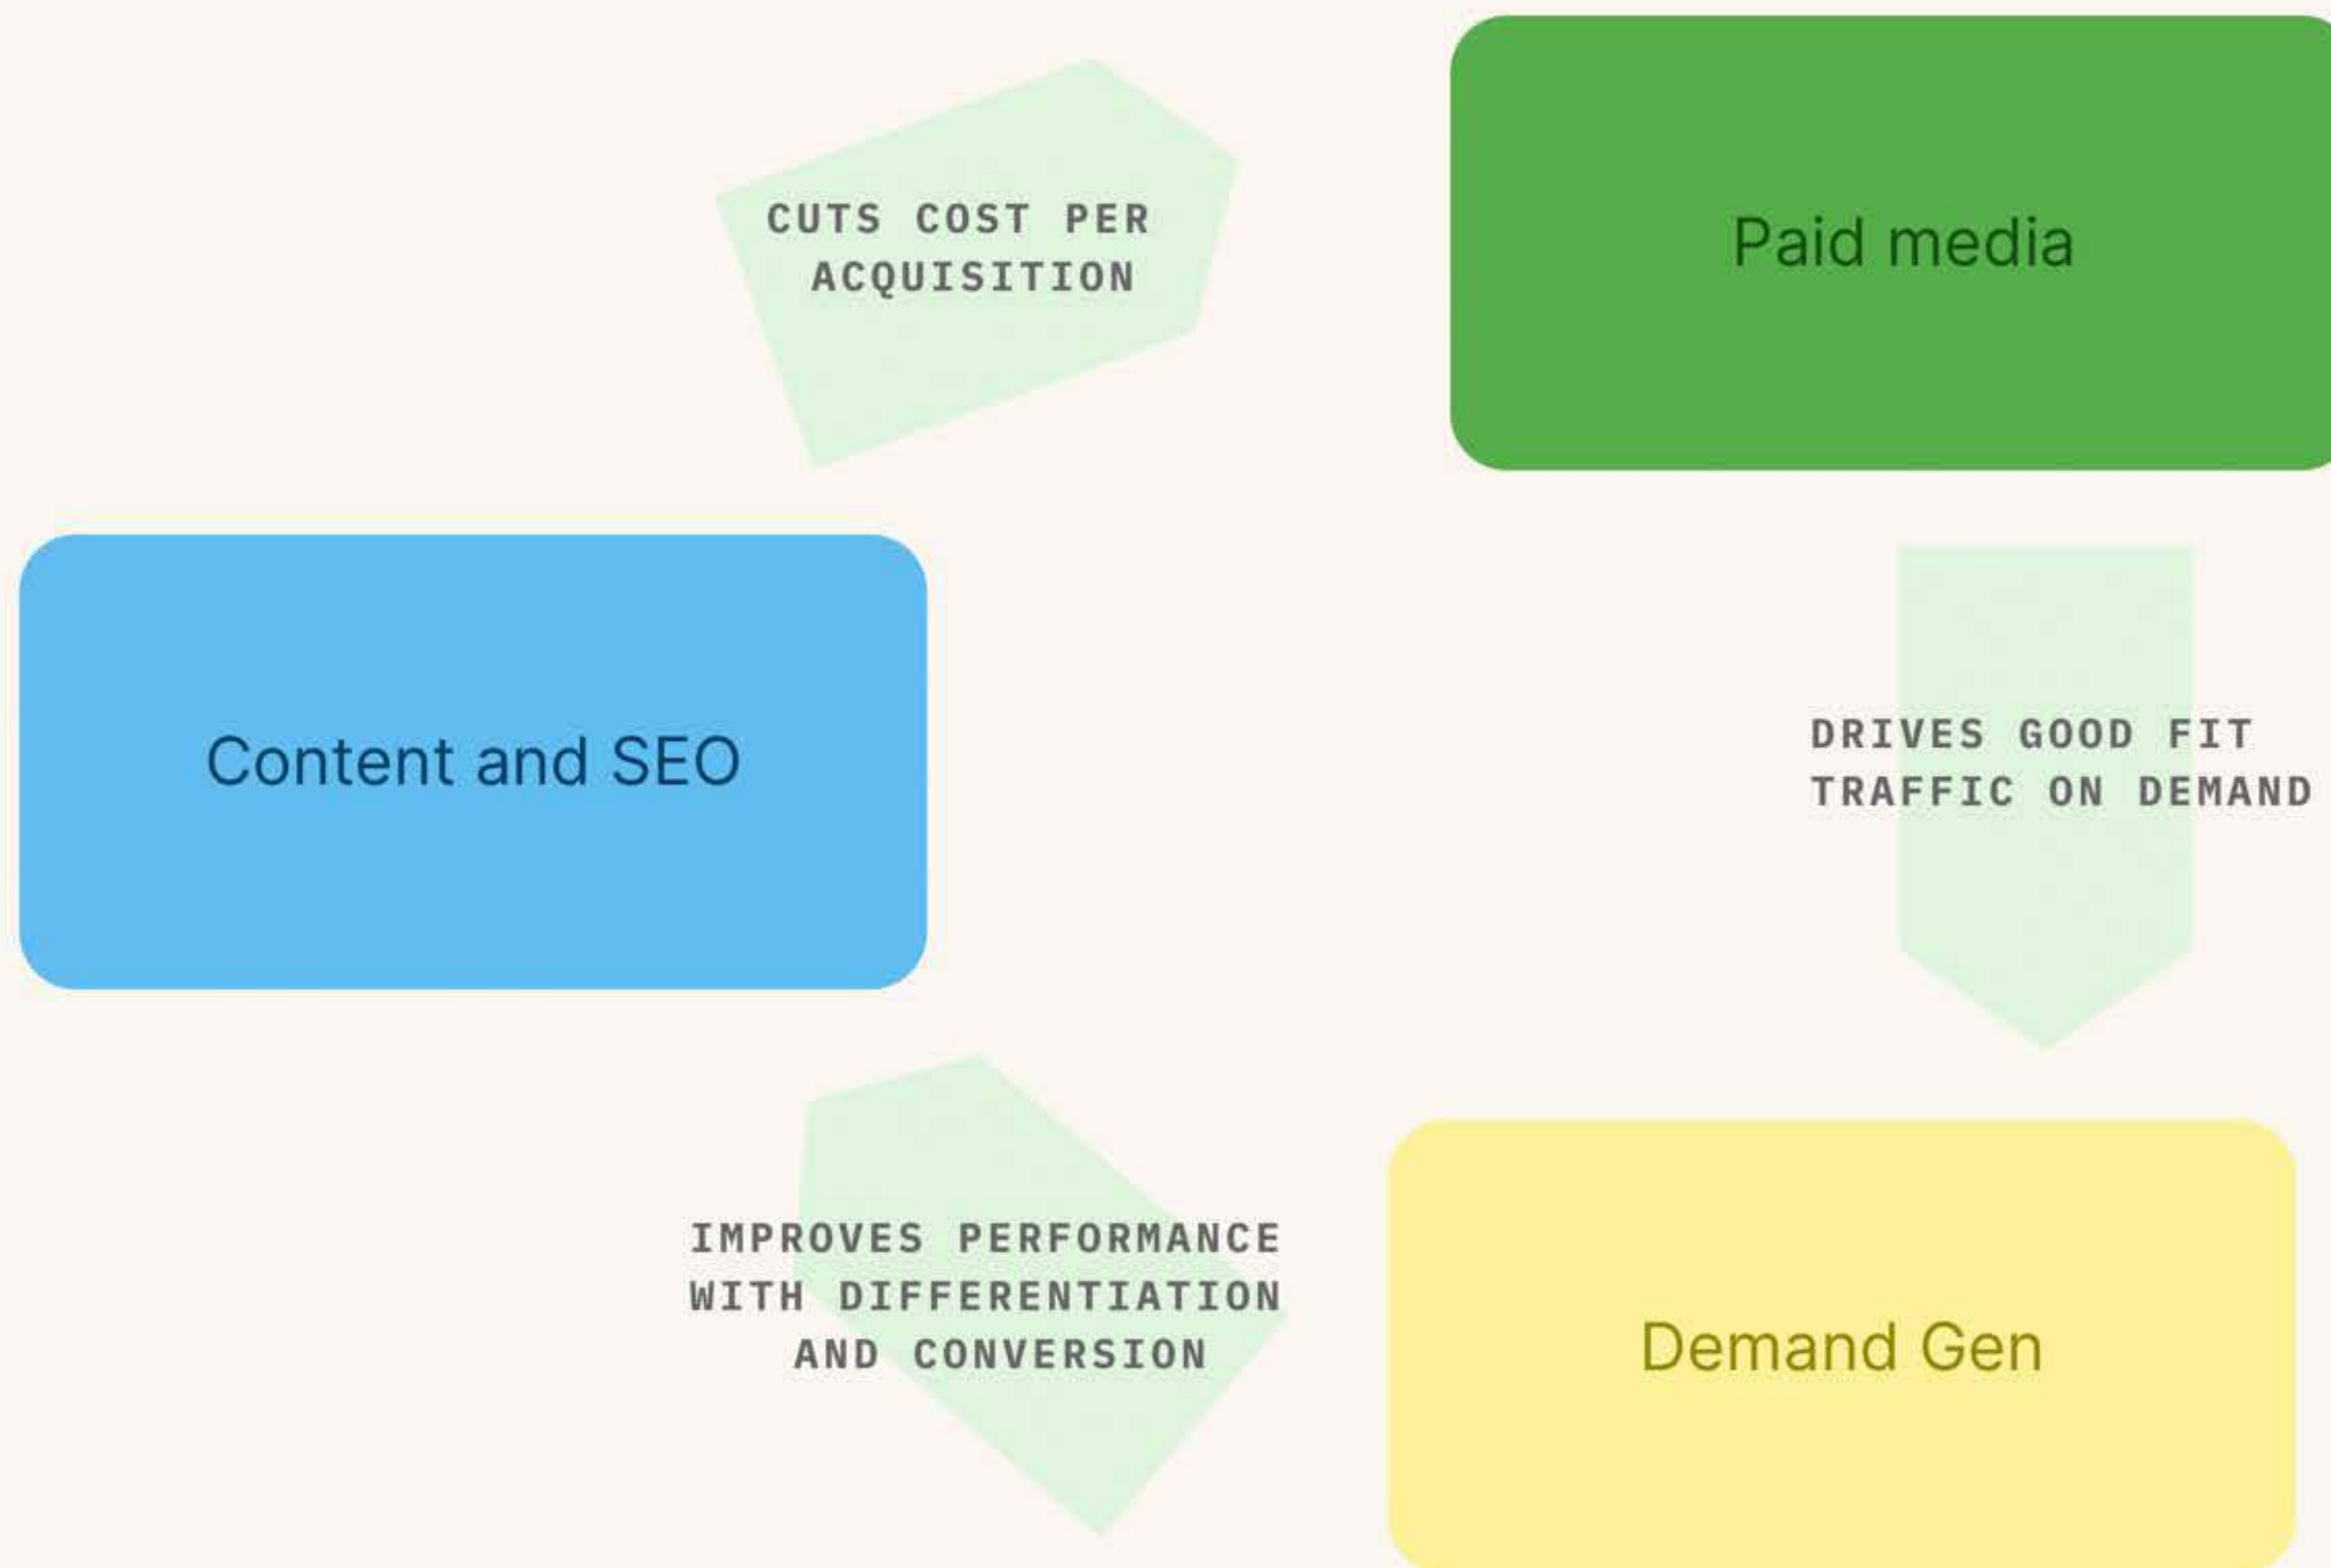 CUTS COST PER
ACQUISITION
Paid media
Content and SEO
DRIVES GOOD FIT
TRAFFIC ON DEMAND
IMPROVES PERFORMANCE
WITH DIFFERENTIATION
AND CONVERSION
Demand Gen